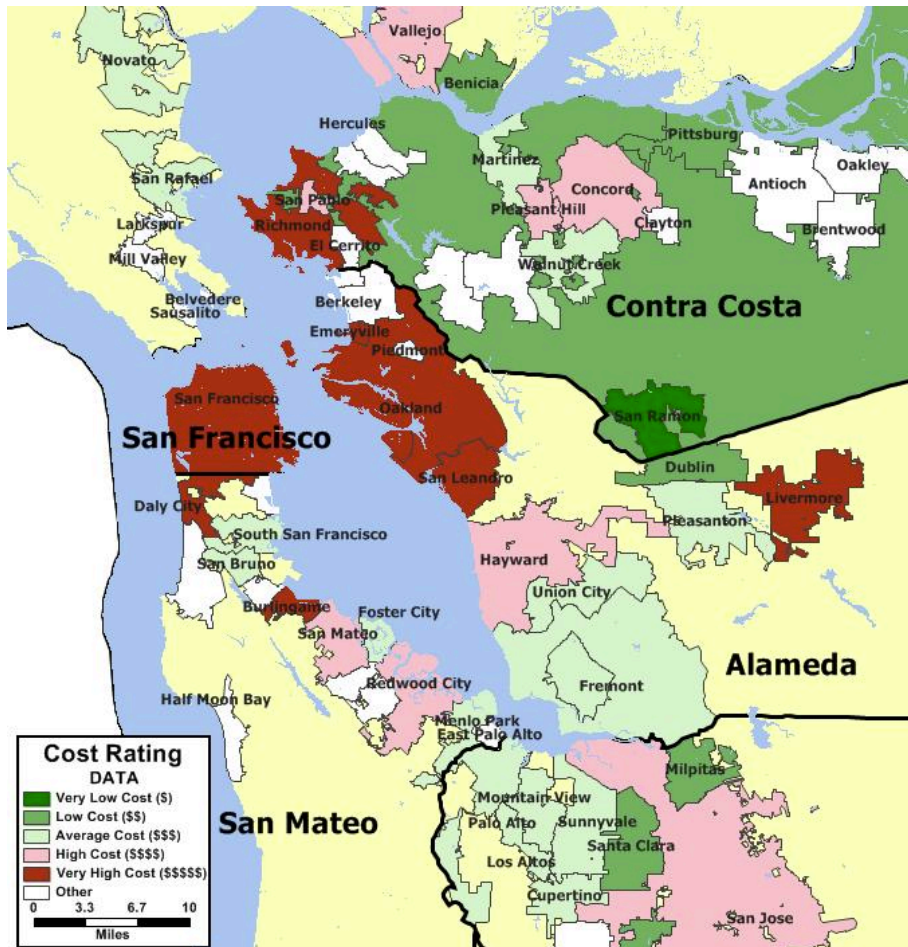 Vallejo
Novato
Benicia
Hercules
Pittsburg
Martinez
Oakley
San Rafael
Concord
Antioch
San Pablo
Pleasant Hill
Larkspur
Richmond
Clayton
Brentwood
El Cerrito
Mill Valley
Walnut Creek
Belvedere
Berkeley
Contra Costa
Sausalito
Emeryville
Piedmont
San Francisco
Oakland
San Ramon
San Francisco
Dublin
San Leandro
Livermore
Daly City
Pleasanton
South San Francisco
Hayward
San Bruno
Union City
Burlingame
Foster City
San Mateo
Alameda
Redwood City
Fremont
Half Moon Bay
Menlo Park
East Palo Alto
Cost Rating
DATA
Very Low Cost ($)
Low Cost ($$)
Average Cost ($$$)
High Cost ($$$$)
Very High Cost ($$$$$)
Other
0 3.3 6.7 10
Miles
Milpitas
San Mateo
Mountain View
Palo Alto
Sunnyvale
Santa Clara
Los Altos
Cupertino
San Jose